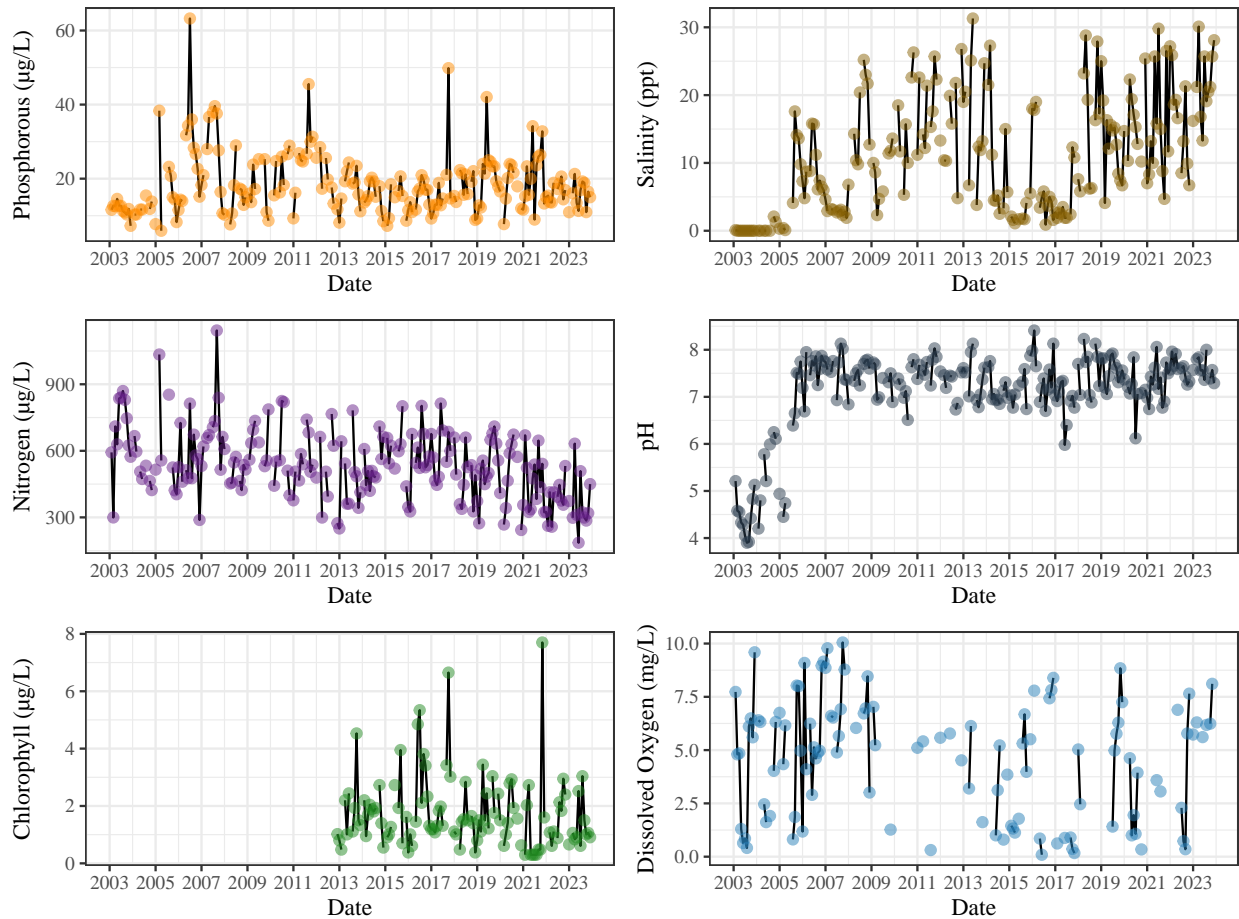 Phosphorous (µg/L)
60
40
20
2003 2005 2007 2009 2011 2013 2015 2017 2019 2021 2023
Date
Salinity (ppt)
30
20
10
0
2003 2005 2007 2009 2011 2013 2015 2017 2019 2021 2023
Date
Nitrogen (µg/L)
900
600
300
2003 2005 2007 2009 2011 2013 2015 2017 2019 2021 2023
Date
pH
8
7
6
5
4
2003 2005 2007 2009 2011 2013 2015 2017 2019 2021 2023
Date
Chlorophyll (µg/L)
8
6
4
2
0
2003 2005 2007 2009 2011 2013 2015 2017 2019 2021 2023
Date
Dissolved Oxygen (mg/L)
10.0
7.5
5.0
2.5
0.0
2003 2005 2007 2009 2011 2013 2015 2017 2019 2021 2023
Date